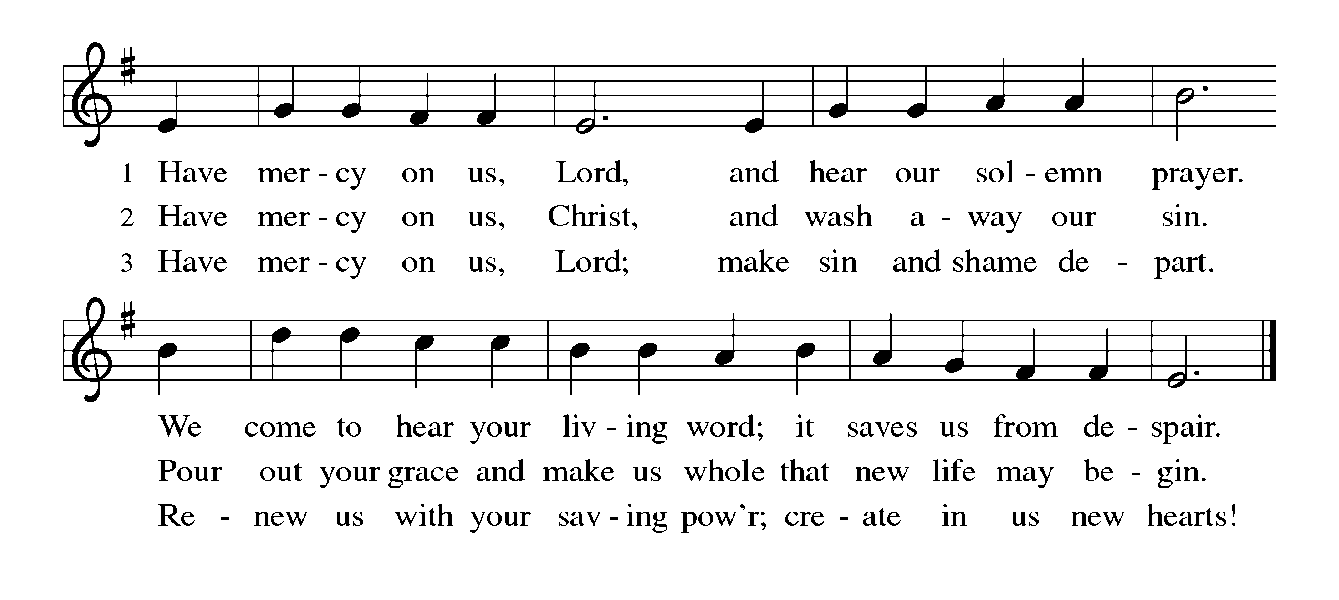 1 Have mer - cy on us, Lord, and hear our sol - emn prayer.
2 Have mer - cy on us, Christ, and wash a - way our sin.
3 Have mer - cy on us, Lord; make sin and shame de - part.
We come to hear your liv - ing word; it saves us from de - spair.
Pour out your grace and make us whole that new life may be - gin.
Re - new us with your sav - ing pow'r; cre - ate in us new hearts!